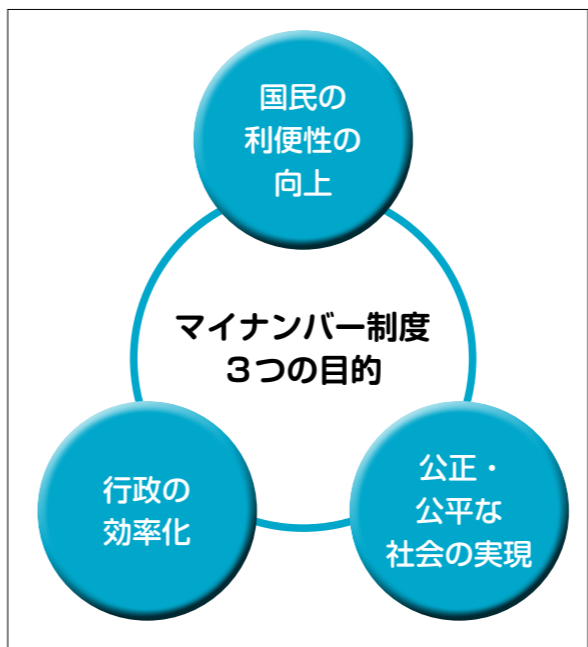 国民の
利便性の
向上
マイナンバー制度
３つの目的
行政の
効率化
公正・
公平な
社会の実現